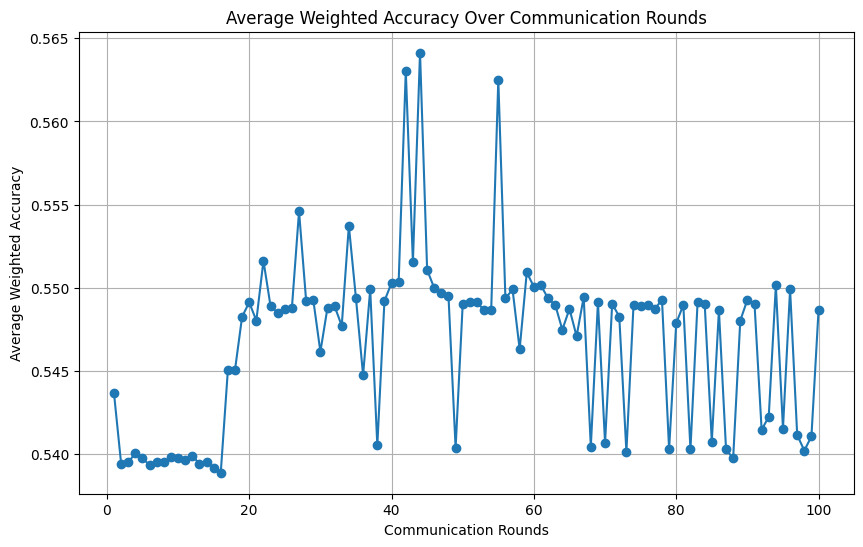 Average Weighted Accuracy Over Communication Rounds
0.565
0.560
0.555
0.550
0.545
0.540
Average Weighted Accuracy
0 20 40 60 80 100
Communication Rounds